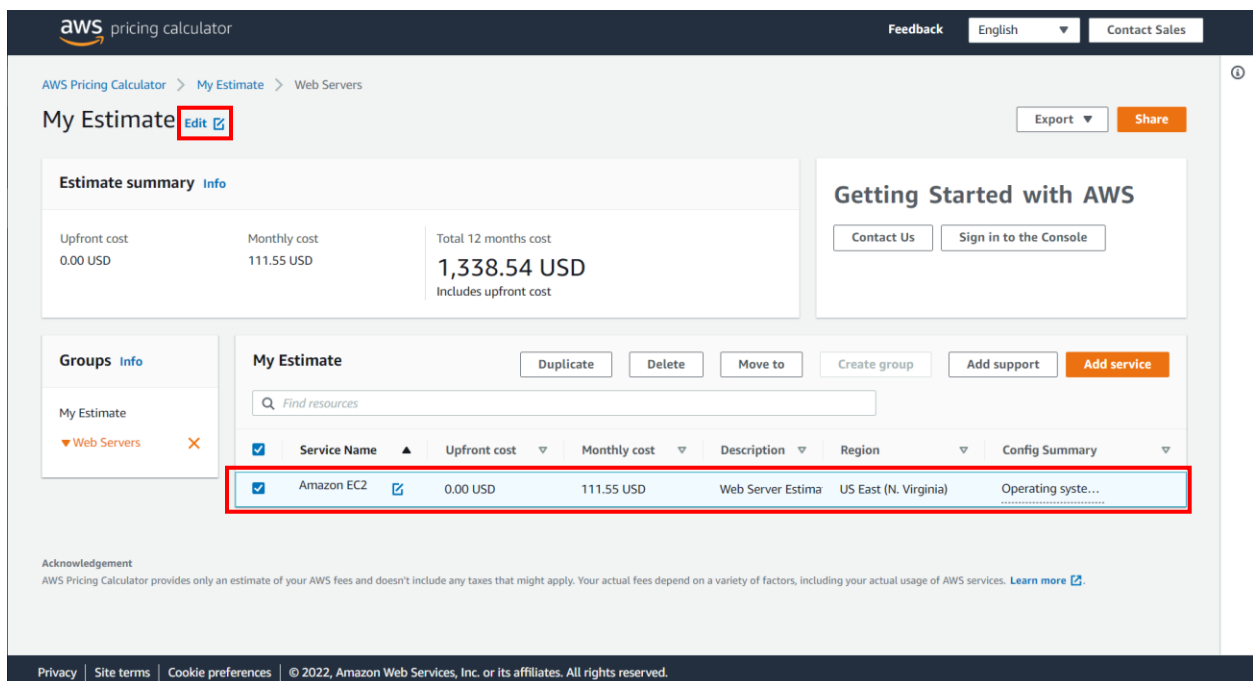 aws pricing calculator
Feedback English Contact Sales
AWS Pricing Calculator > My Estimate > Web Servers
My Estimate Edit
Export Share
Estimate summary Info
Getting Started with AWS
Upfront cost Monthly cost Total 12 months cost
Contact Us Sign in to the Console
0.00 USD 111.55 USD 1,338.54 USD
Includes upfront cost
Groups Info
My Estimate Duplicate Delete Move to Create group Add support Add service
Find resources
My Estimate
Web Servers
Service Name Upfront cost Monthly cost Description Region Config Summary
Amazon EC2 0.00 USD 111.55 USD Web Server Estima US East (N. Virginia) Operating syste...
Acknowledgement
AWS Pricing Calculator provides only an estimate of your AWS fees and doesn't include any taxes that might apply. Your actual fees depend on a variety of factors, including your actual usage of AWS services. Learn more.
Privacy | Site terms | Cookie preferences | © 2022, Amazon Web Services, Inc. or its affiliates. All rights reserved.